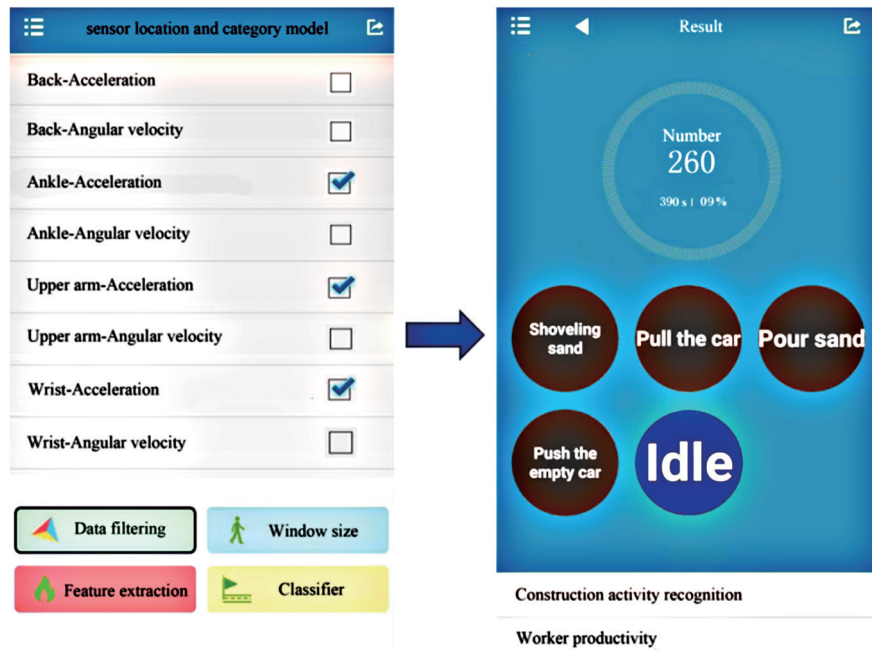 sensor location and category model
Back-Acceleration
Back-Angular velocity
Ankle-Acceleration
Ankle-Angular velocity
Upper arm-Acceleration
Upper arm-Angular velocity
Wrist-Acceleration
Wrist-Angular velocity
Data filtering
Window size
Feature extraction
Classifier
Result
Number
260
390 s | 09%
Shoveling
sand
Pull the car
Pour sand
Push the
empty car
Idle
Construction activity recognition
Worker productivity